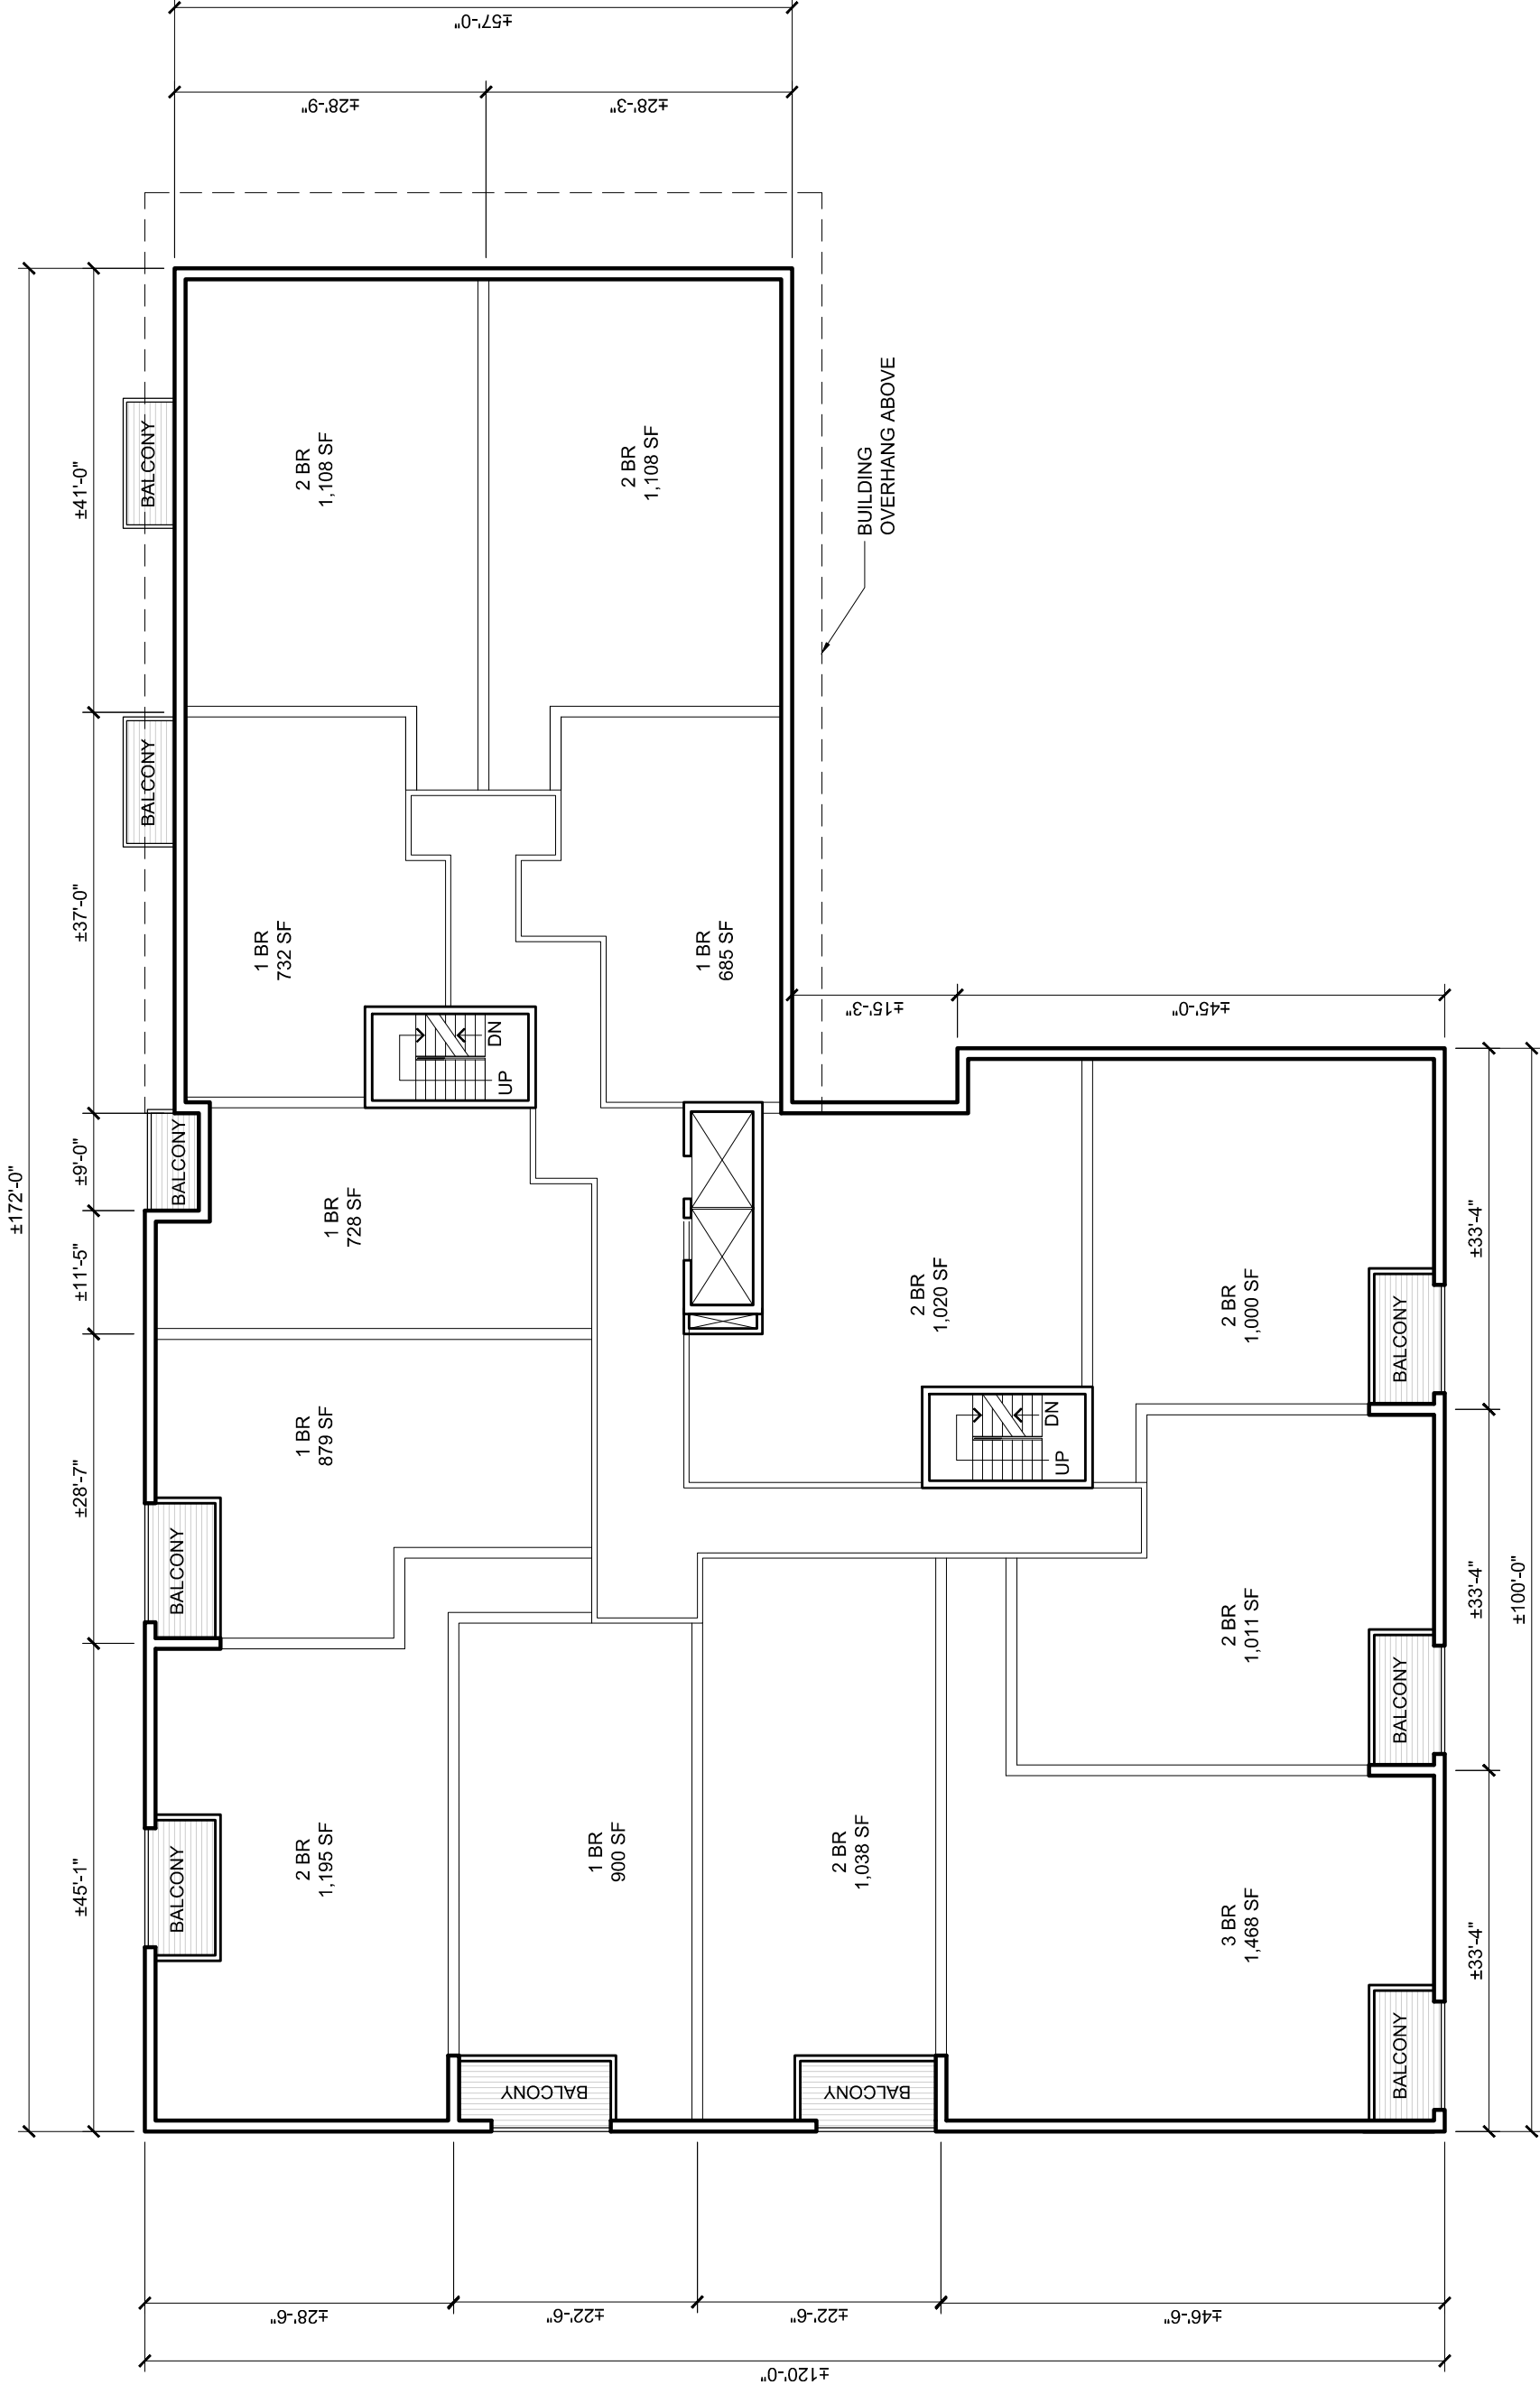 ±57'-0"
±28'-9"
±28'-3"
±172'-0"
±41'-0"
±37'-0"
±9'-0"
±11'-5"
±28'-7"
±45'-1"
BALCONY
BALCONY
BALCONY
BALCONY
BALCONY
2 BR
1,108 SF
2 BR
1,108 SF
BUILDING
OVERHANG ABOVE
1 BR
732 SF
1 BR
685 SF
UP
DN
±15'-3"
±45'-0"
1 BR
728 SF
1 BR
879 SF
2 BR
1,020 SF
2 BR
1,000 SF
BALCONY
UP
DN
2 BR
1,011 SF
BALCONY
2 BR
1,195 SF
1 BR
900 SF
2 BR
1,038 SF
3 BR
1,468 SF
BALCONY
BALCONY
BALCONY
±33'-4"
±33'-4"
±33'-4"
±100'-0"
±28'-6"
±22'-6"
±22'-6"
±46'-6"
±120'-0"